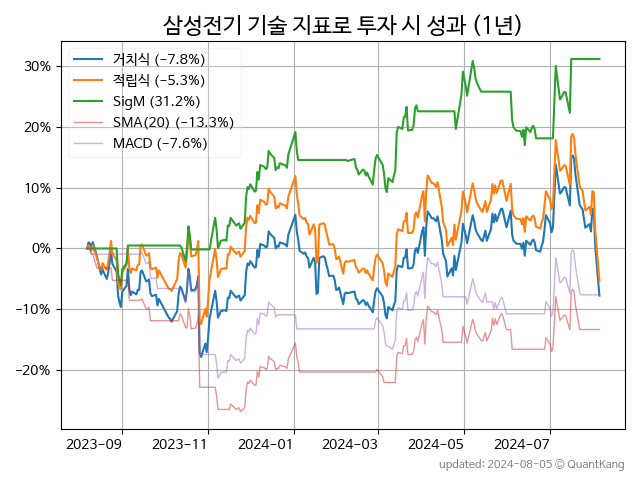 삼성전기 기술 지표로 투자 시 성과 (1년)
거치식 (−7.8%)
적립식 (−5.3%)
SigM (31.2%)
SMA(20) (−13.3%)
MACD (−7.6%)
30%
20%
10%
0%
−10%
−20%
2023-09
2023-11
2024-01
2024-03
2024-05
2024-07
updated: 2024-08-05 © QuantKang